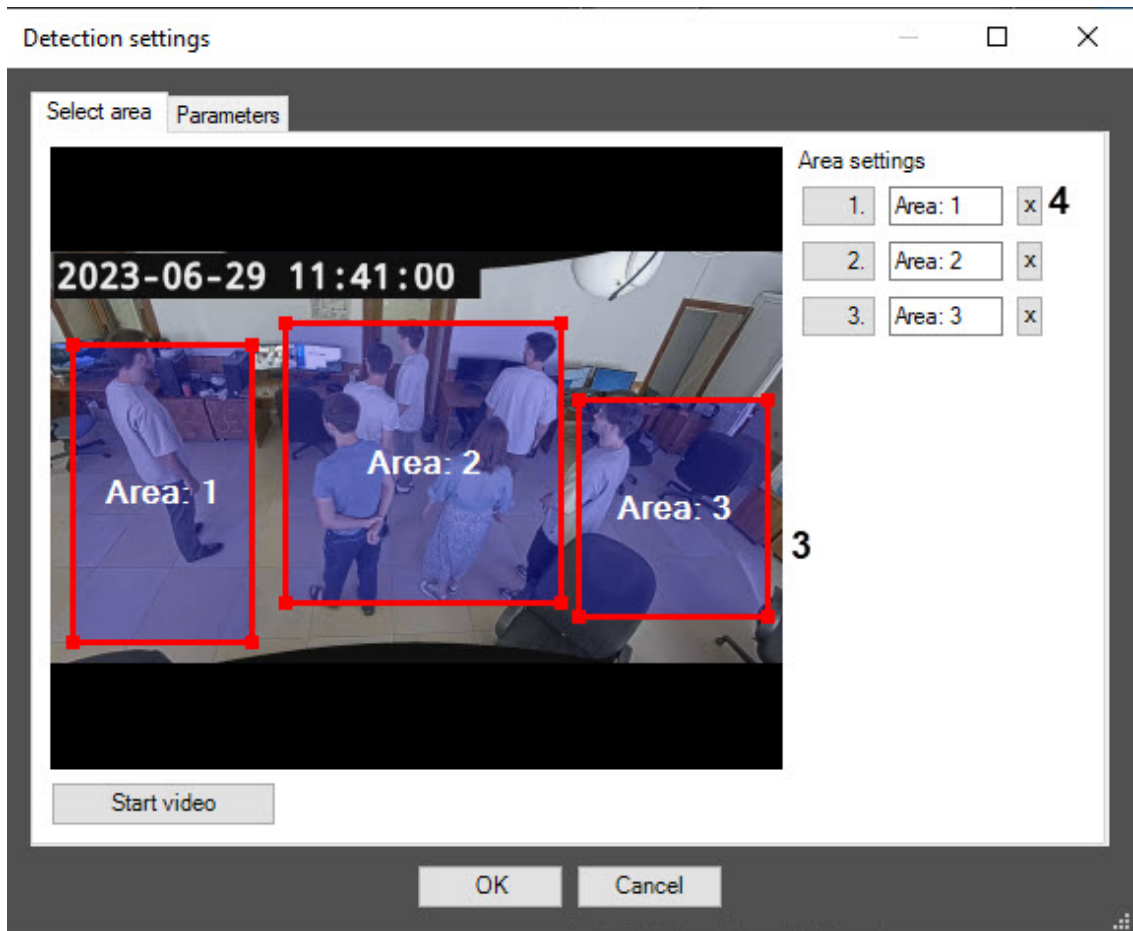 Detection settings
Select area
Parameters
Area settings
1. Area: 1 x 4
2. Area: 2 x
3. Area: 3 x
2023-06-29 11:41:00
Area: 1
Area: 2
Area: 3
3
Start video
OK
Cancel